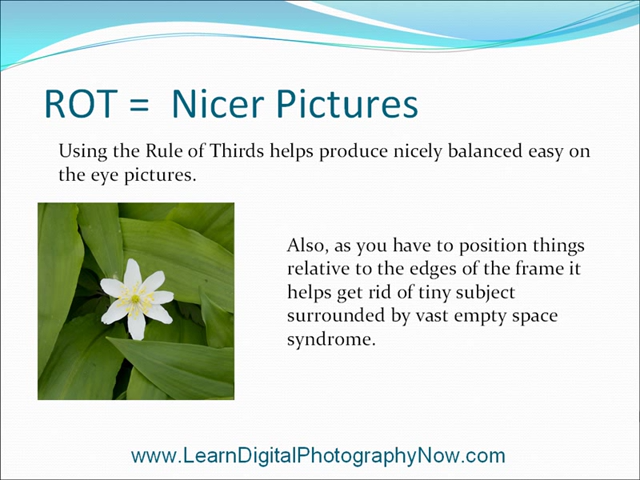 ROT =  Nicer Pictures
Using the Rule of Thirds helps produce nicely balanced easy on
the eye pictures.
Also, as you have to position things
relative to the edges of the frame it
helps get rid of tiny subject
surrounded by vast empty space
syndrome.
www.LearnDigitalPhotographyNow.com